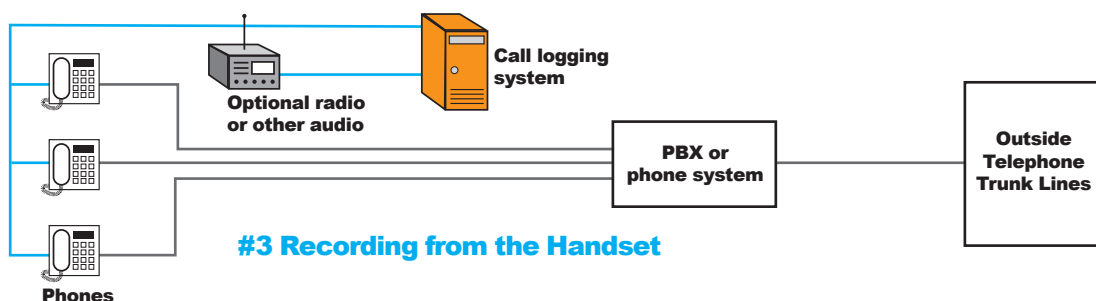 Call logging
system
Optional radio
or other audio
PBX or
phone system
Outside
Telephone
Trunk Lines
#3 Recording from the Handset
Phones